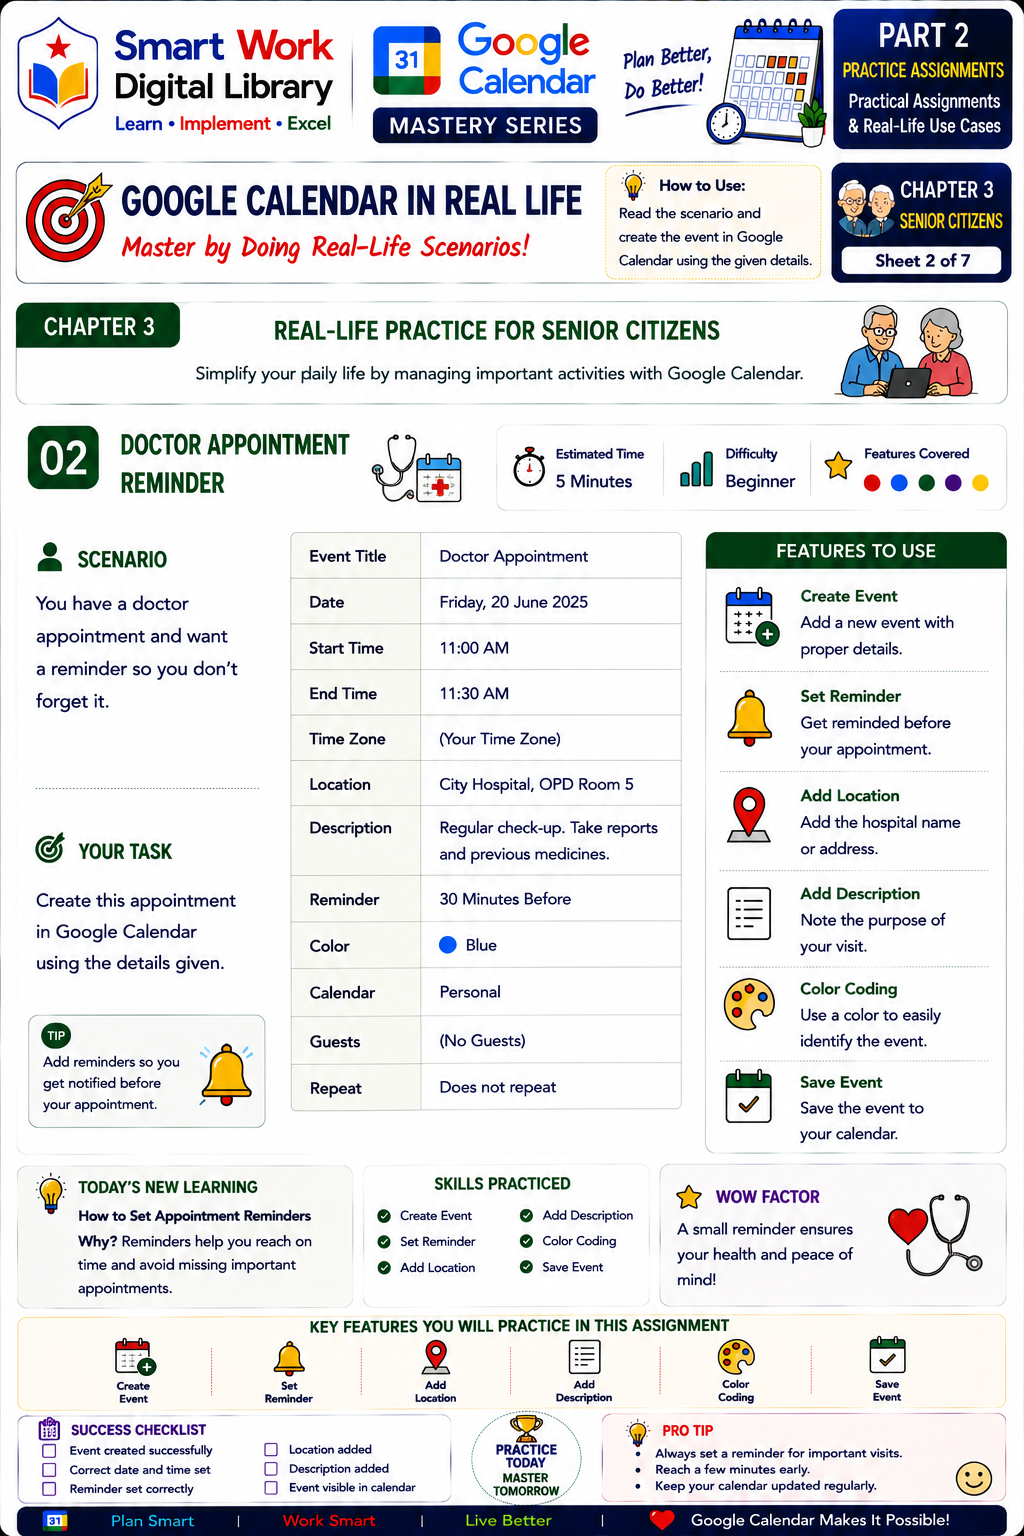 Smart Work
Digital Library
Learn • Implement • Excel
31
Google
Calendar
MASTERY SERIES
Plan Better,
Do Better!
PART 2
PRACTICE ASSIGNMENTS
Practical Assignments
& Real-Life Use Cases
GOOGLE CALENDAR IN REAL LIFE
Master by Doing Real-Life Scenarios!
How to Use:
Read the scenario and
create the event in Google
Calendar using the given details.
CHAPTER 3
SENIOR CITIZENS
Sheet 2 of 7
CHAPTER 3
REAL-LIFE PRACTICE FOR SENIOR CITIZENS
Simplify your daily life by managing important activities with Google Calendar.
02
DOCTOR APPOINTMENT
REMINDER
Estimated Time
5 Minutes
Difficulty
Beginner
Features Covered
SCENARIO
You have a doctor
appointment and want
a reminder so you don't
forget it.
YOUR TASK
Create this appointment
in Google Calendar
using the details given.
TIP
Add reminders so you
get notified before
your appointment.
Event Title Doctor Appointment
Date Friday, 20 June 2025
Start Time 11:00 AM
End Time 11:30 AM
Time Zone (Your Time Zone)
Location City Hospital, OPD Room 5
Description Regular check-up. Take reports
and previous medicines.
Reminder 30 Minutes Before
Color Blue
Calendar Personal
Guests (No Guests)
Repeat Does not repeat
FEATURES TO USE
Create Event
Add a new event with
proper details.
Set Reminder
Get reminded before
your appointment.
Add Location
Add the hospital name
or address.
Add Description
Note the purpose of
your visit.
Color Coding
Use a color to easily
identify the event.
Save Event
Save the event to
your calendar.
TODAY'S NEW LEARNING
How to Set Appointment Reminders
Why? Reminders help you reach on
time and avoid missing important
appointments.
SKILLS PRACTICED
Create Event
Set Reminder
Add Location
Add Description
Color Coding
Save Event
WOW FACTOR
A small reminder ensures
your health and peace of
mind!
KEY FEATURES YOU WILL PRACTICE IN THIS ASSIGNMENT
Create
Event
Set
Reminder
Add
Location
Add
Description
Color
Coding
Save
Event
SUCCESS CHECKLIST
Event created successfully
Correct date and time set
Reminder set correctly
Location added
Description added
Event visible in calendar
PRACTICE
TODAY
MASTER
TOMORROW
PRO TIP
• Always set a reminder for important visits.
• Reach a few minutes early.
• Keep your calendar updated regularly.
31 Plan Smart | Work Smart | Live Better | Google Calendar Makes It Possible!